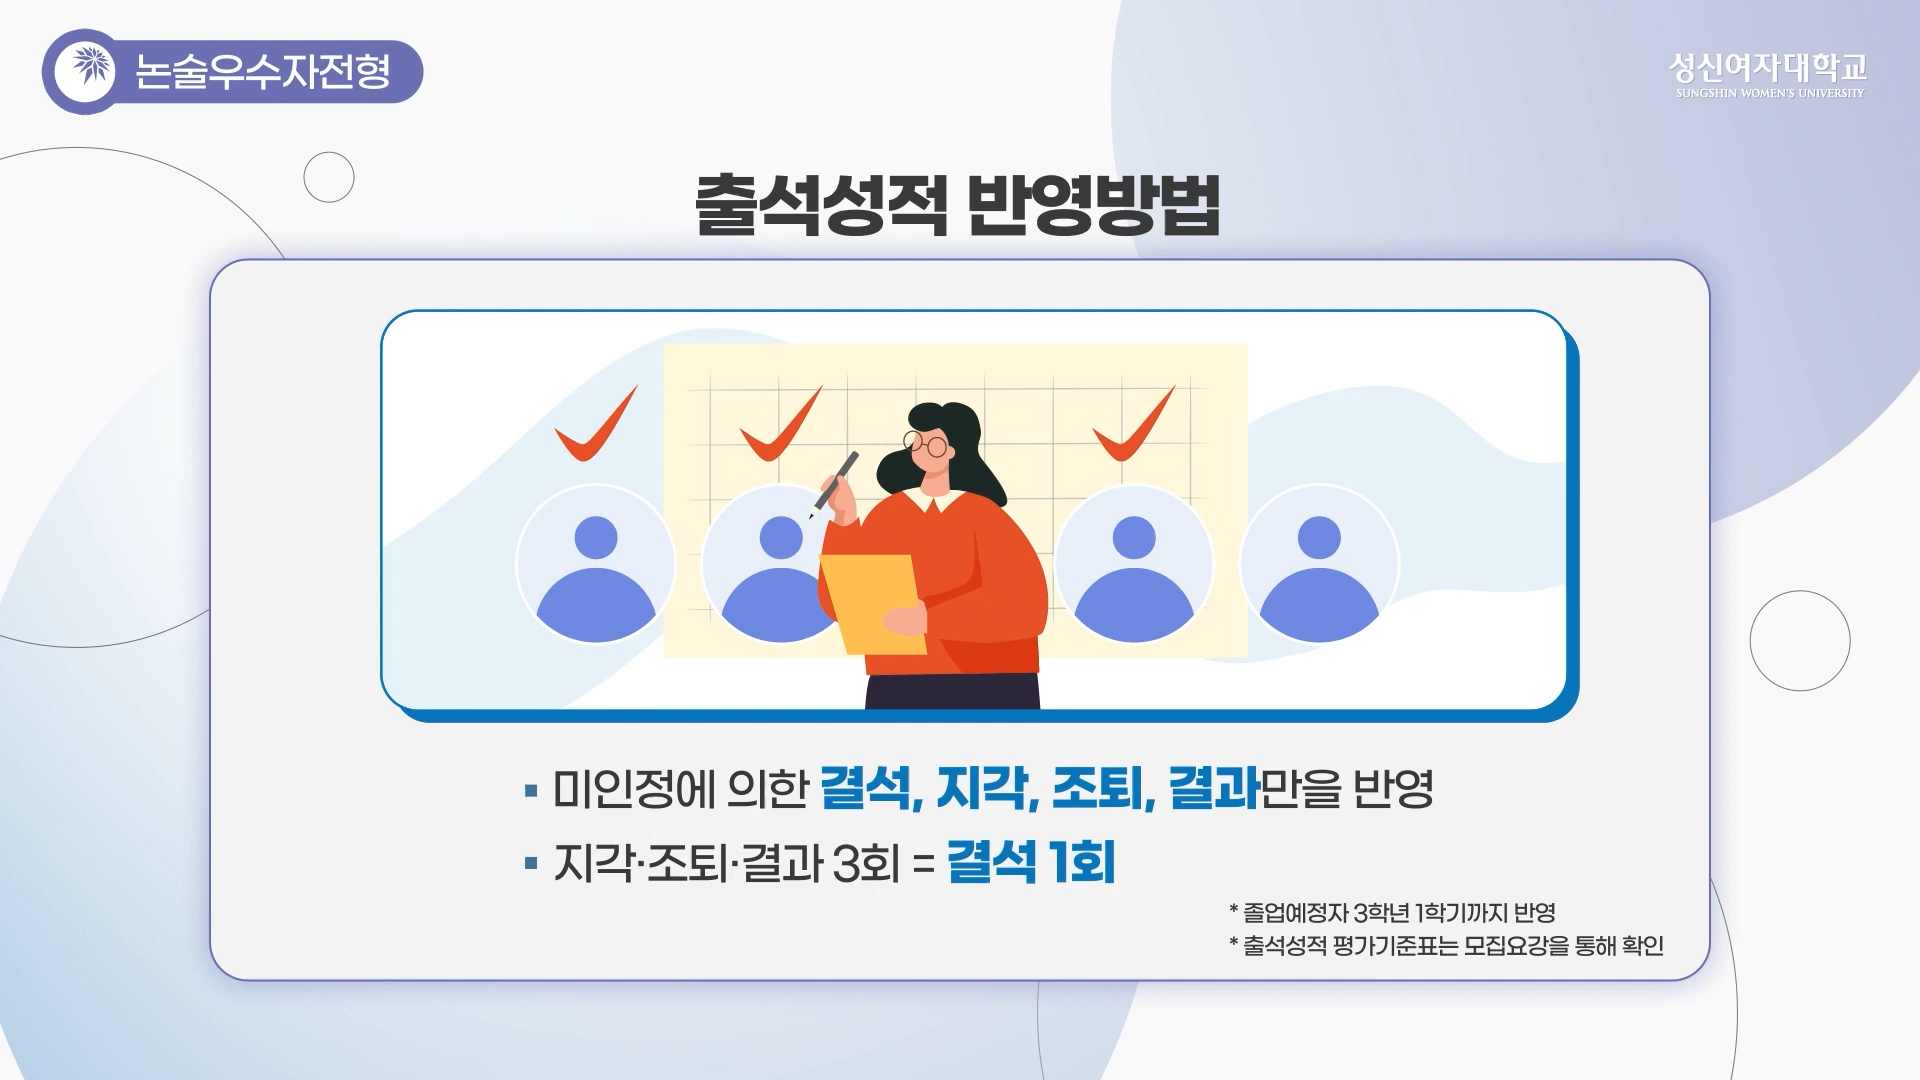 논술우수자전형
성신여자대학교
SUNGSHIN WOMEN'S UNIVERSITY
출석성적 반영방법
▪ 미인정에 의한 결석, 지각, 조퇴, 결과만을 반영
▪ 지각·조퇴·결과 3회 = 결석 1회
* 졸업예정자 3학년 1학기까지 반영
* 출석성적 평가기준표는 모집요강을 통해 확인